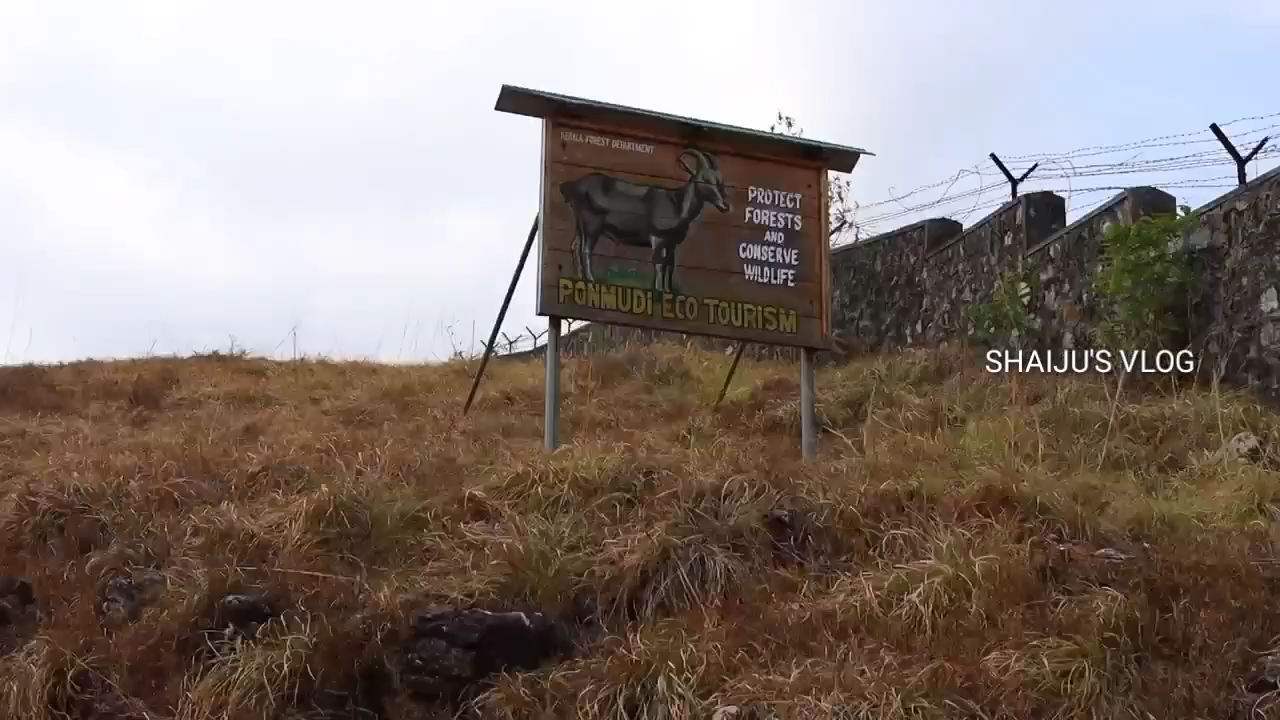 KERALA FOREST DEPARTMENT
PROTECT
FORESTS
AND
CONSERVE
WILDLIFE
PONMUDI ECO TOURISM
SHAIJU'S VLOG